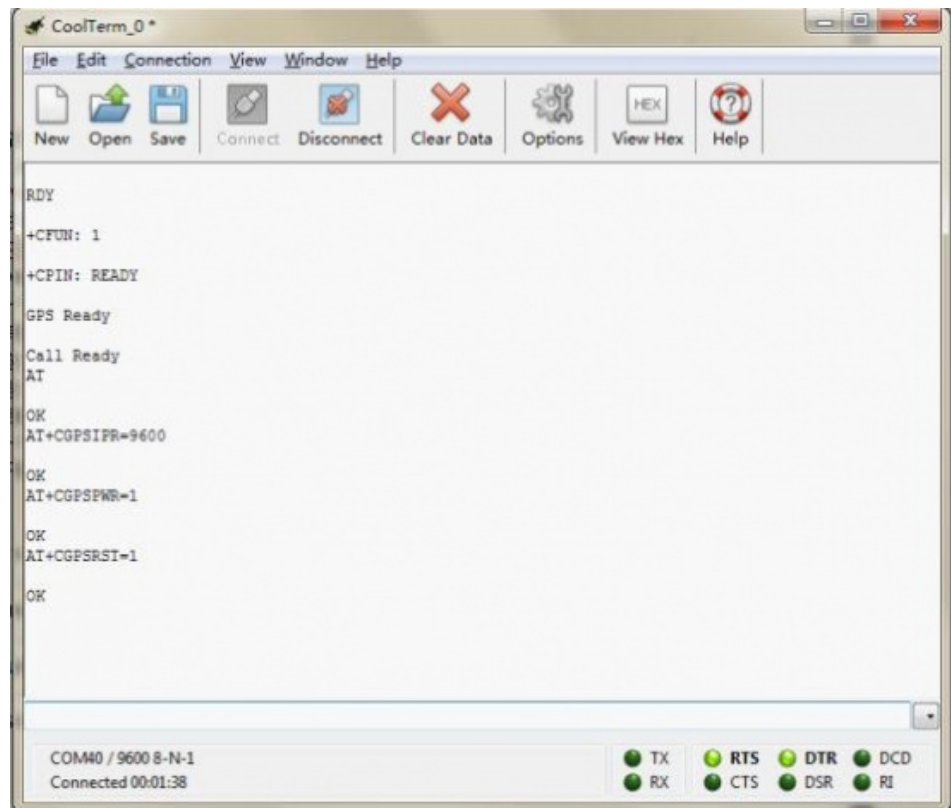 CoolTerm_0 *
File Edit Connection View Window Help
HEX
New Open Save Connect Disconnect Clear Data Options View Hex Help
RDY
+CFUN: 1
+CPIN: READY
GPS Ready
Call Ready
AT
OK
AT+CGPSIPR=9600
OK
AT+CGPSPWR=1
OK
AT+CGPSRST=1
OK
COM40 / 9600 8-N-1
TX RTS DTR DCD
Connected 00:01:38
RX CTS DSR RI